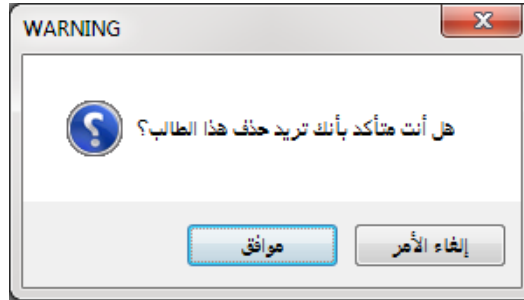 WARNING
هل أنت متأكد بأنك تريد حذف هذا الطالب؟
موافق
إلغاء الأمر